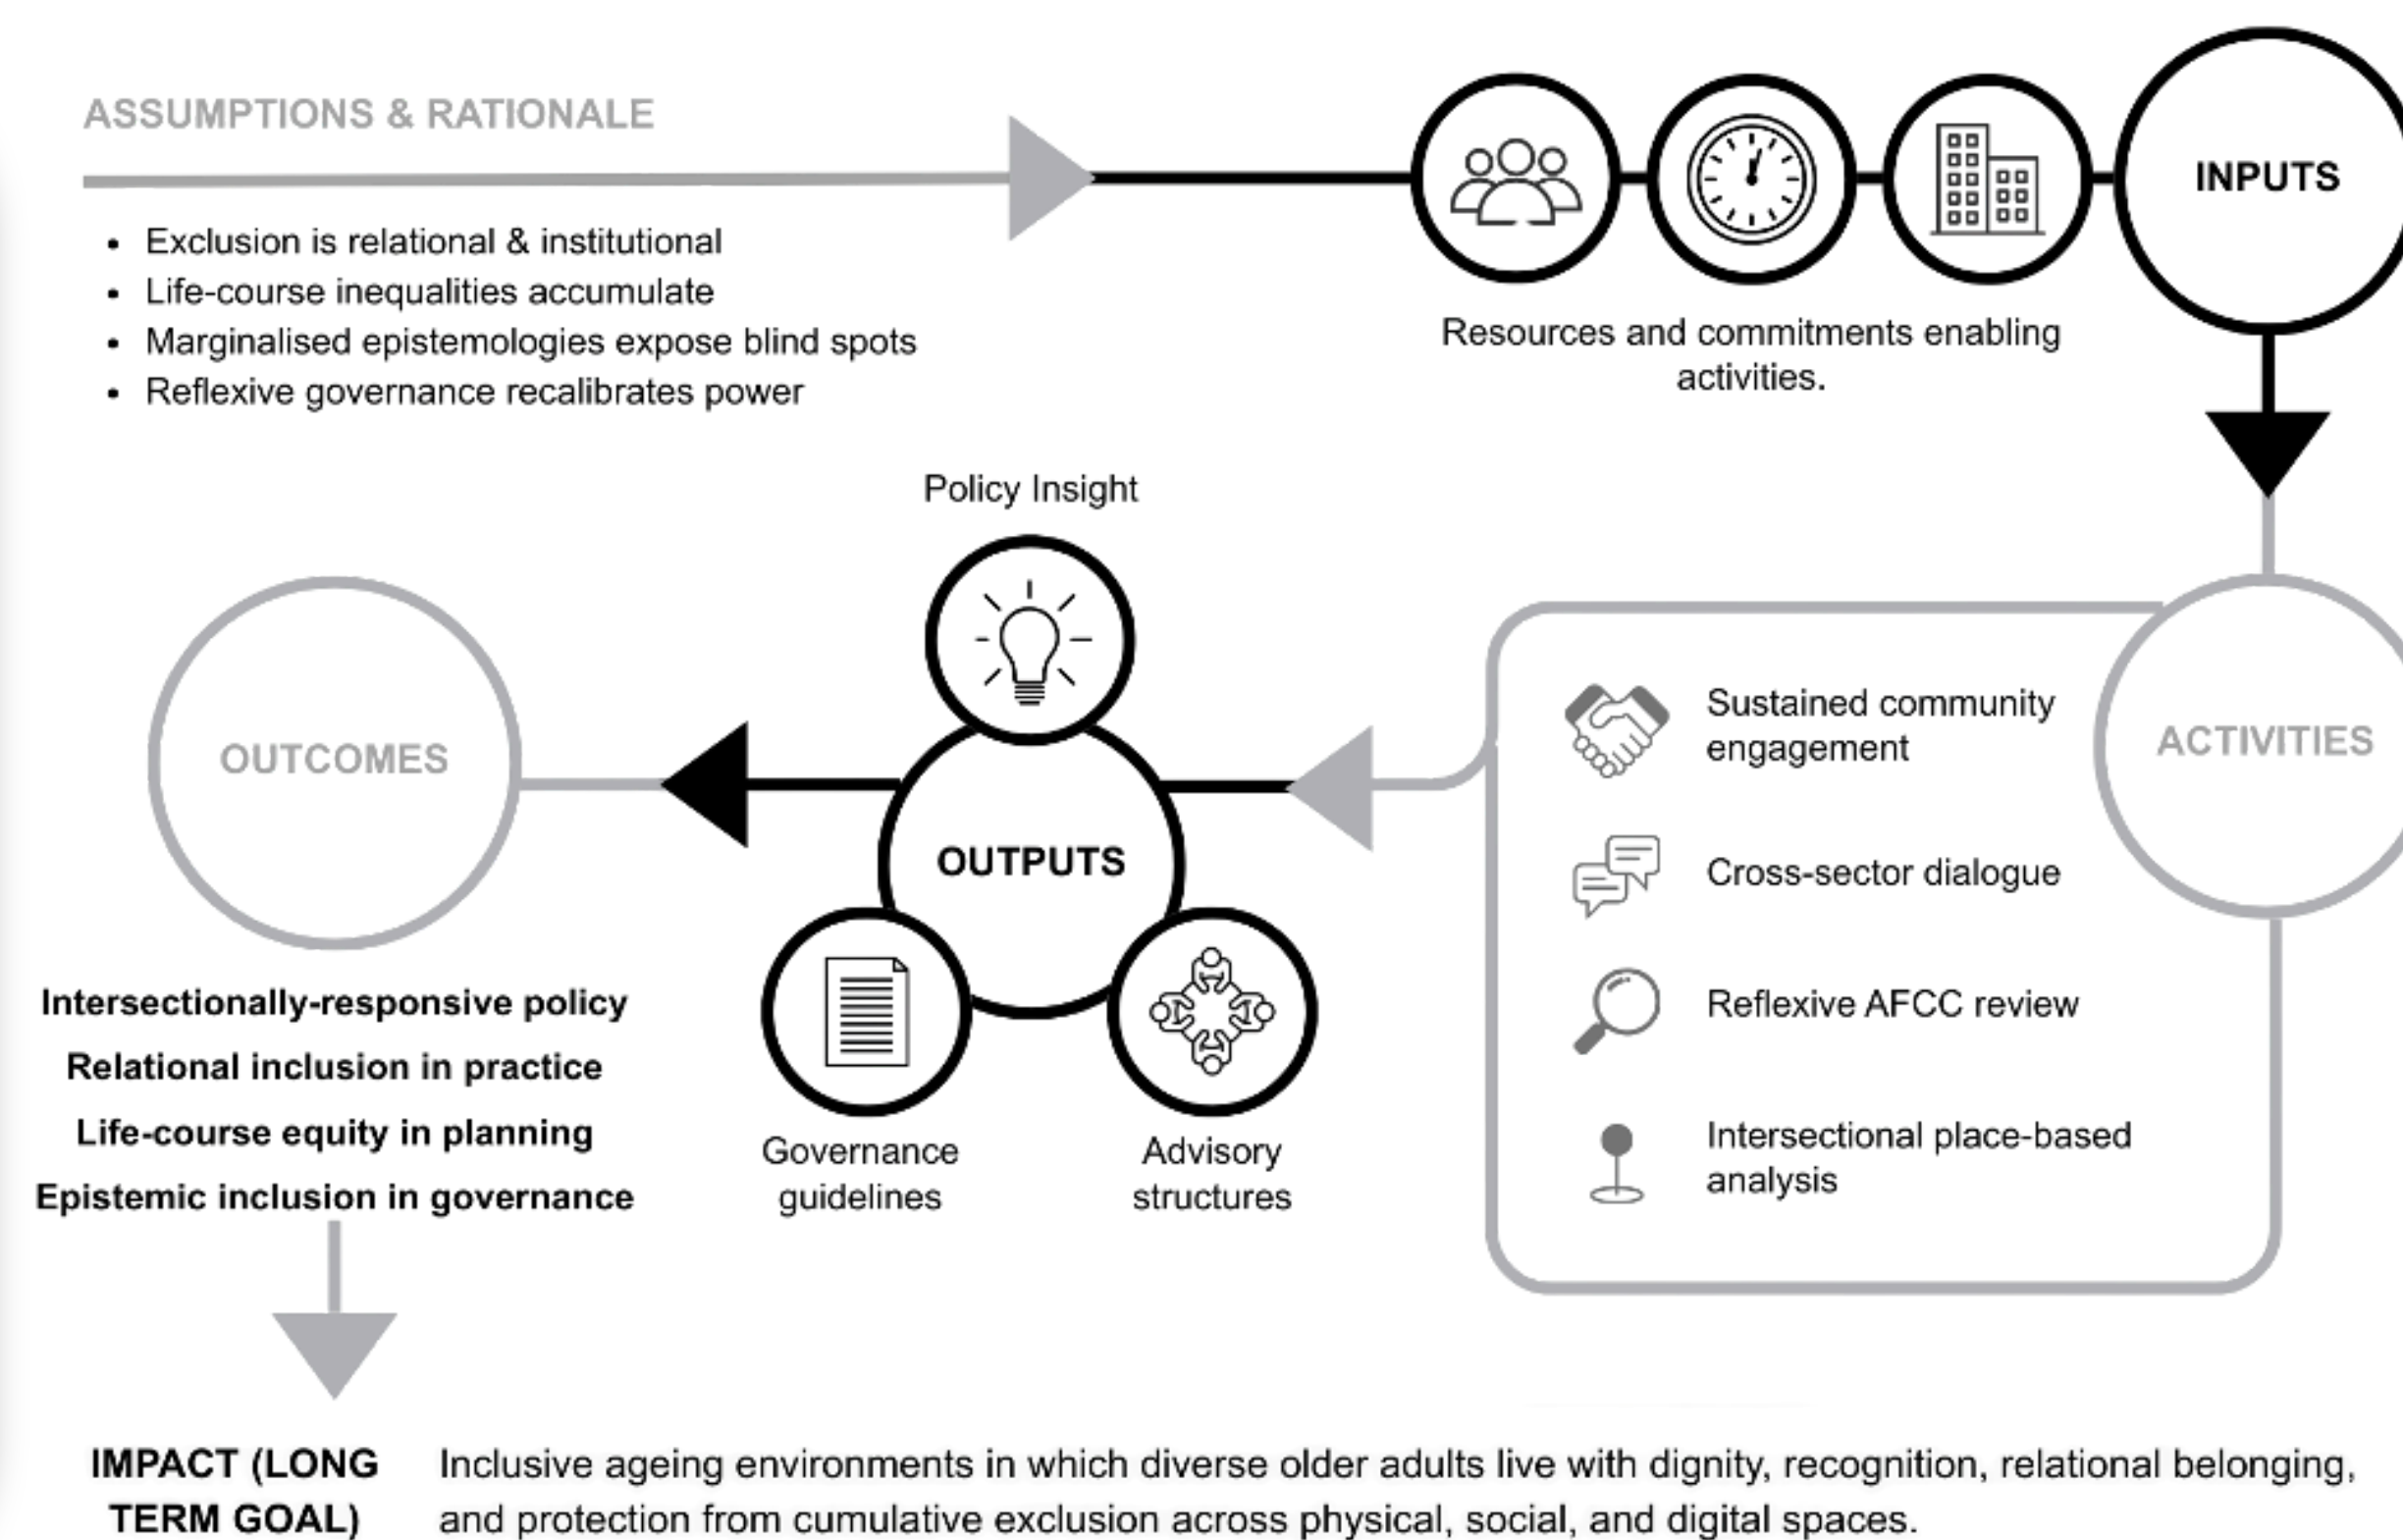 ASSUMPTIONS & RATIONALE
• Exclusion is relational & institutional
• Life-course inequalities accumulate
• Marginalised epistemologies expose blind spots
• Reflexive governance recalibrates power
INPUTS
Resources and commitments enabling
activities.
ACTIVITIES
Sustained community
engagement
Cross-sector dialogue
Reflexive AFCC review
Intersectional place-based
analysis
Policy Insight
OUTPUTS
Governance
guidelines
Advisory
structures
OUTCOMES
Intersectionally-responsive policy
Relational inclusion in practice
Life-course equity in planning
Epistemic inclusion in governance
IMPACT (LONG
TERM GOAL)
Inclusive ageing environments in which diverse older adults live with dignity, recognition, relational belonging,
and protection from cumulative exclusion across physical, social, and digital spaces.